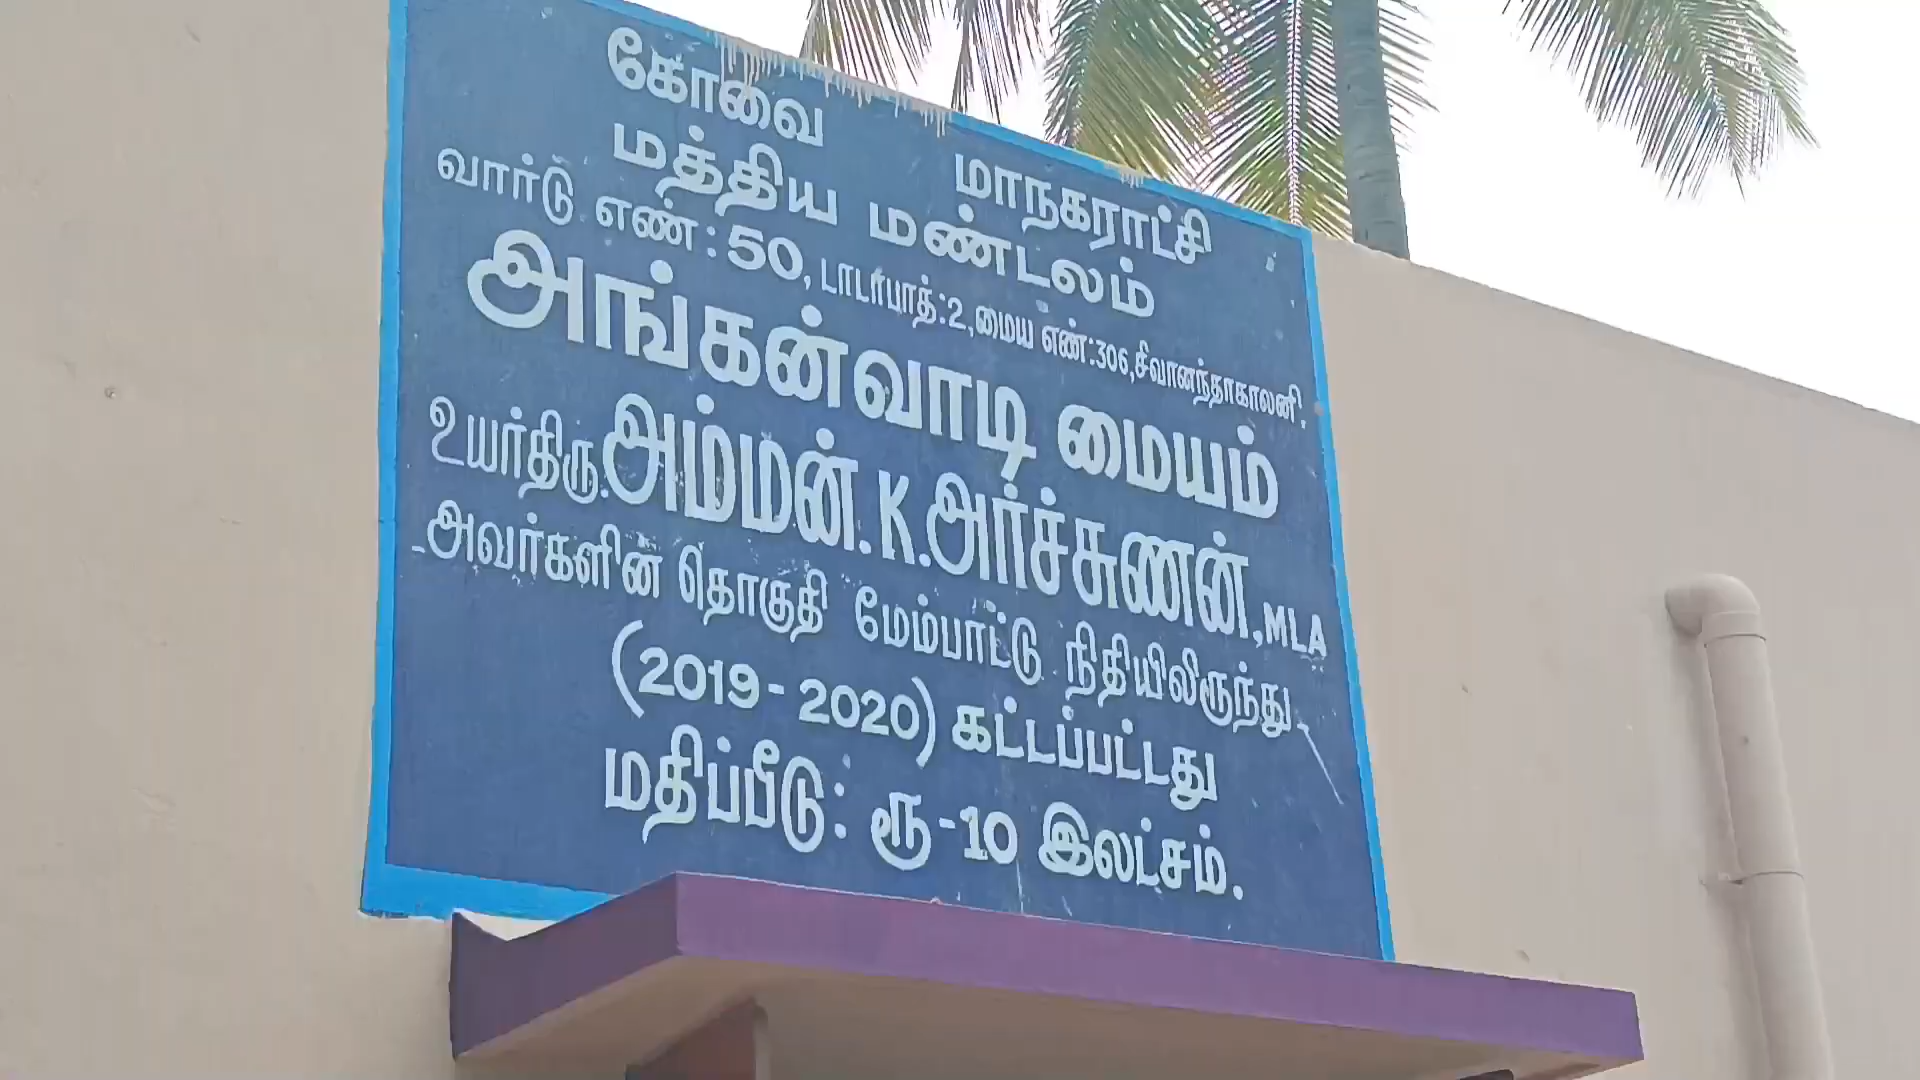 கோவை மாநகராட்சி
மத்திய மண்டலம்
வார்டு எண் : 50, டாடர்பாத்:2, மைய எண்:306, சிவானந்தாகாலனி.
அங்கன்வாடி மையம்
உயர்திரு. அம்மன். K. அர்ச்சுணன், MLA
அவர்களின் தொகுதி மேம்பாட்டு நிதியிலிருந்து
(2019 - 2020) கட்டப்பட்டது
மதிப்பீடு : ரூ - 10 இலட்சம்.